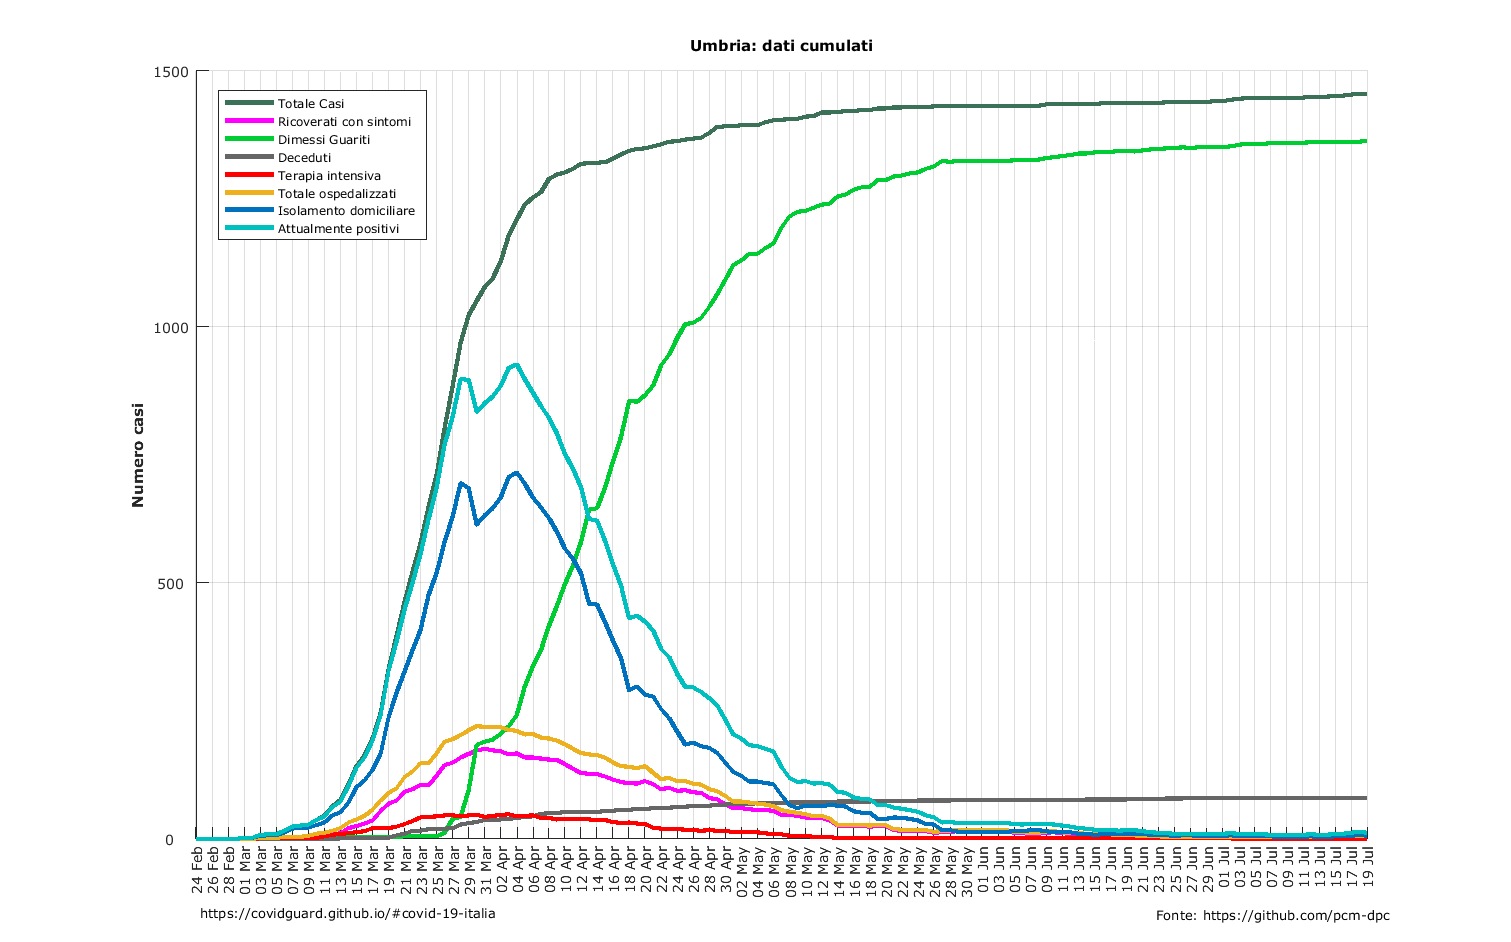 Umbria: dati cumulati
Numero casi
1500
1000
500
0
Totale Casi
Ricoverati con sintomi
Dimessi Guariti
Deceduti
Terapia intensiva
Totale ospedalizzati
Isolamento domiciliare
Attualmente positivi
24 Feb
26 Feb
28 Feb
01 Mar
03 Mar
05 Mar
07 Mar
09 Mar
11 Mar
13 Mar
15 Mar
17 Mar
19 Mar
21 Mar
23 Mar
25 Mar
27 Mar
29 Mar
31 Mar
02 Apr
04 Apr
06 Apr
08 Apr
10 Apr
12 Apr
14 Apr
16 Apr
18 Apr
20 Apr
22 Apr
24 Apr
26 Apr
28 Apr
30 Apr
02 May
04 May
06 May
08 May
10 May
12 May
14 May
16 May
18 May
20 May
22 May
24 May
26 May
28 May
30 May
01 Jun
03 Jun
05 Jun
07 Jun
09 Jun
11 Jun
13 Jun
15 Jun
17 Jun
19 Jun
21 Jun
23 Jun
25 Jun
27 Jun
29 Jun
01 Jul
03 Jul
05 Jul
07 Jul
09 Jul
11 Jul
13 Jul
15 Jul
17 Jul
19 Jul
https://covidguard.github.io/#covid-19-italia
Fonte: https://github.com/pcm-dpc